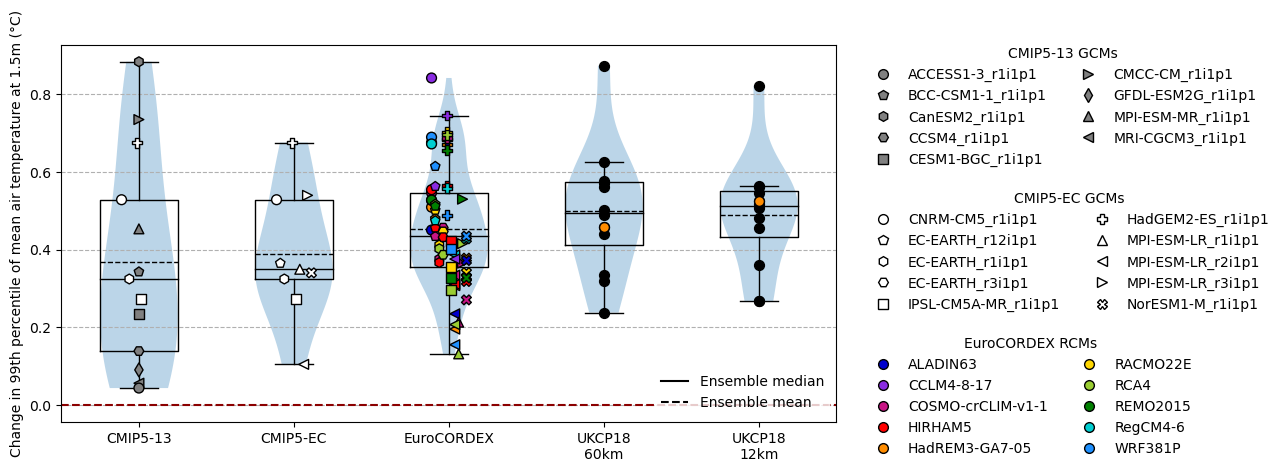 Change in 99th percentile of mean air temperature at 1.5m (°C)
0.8
0.6
0.4
0.2
0.0
CMIP5-13
CMIP5-EC
EuroCORDEX
UKCP18
60km
UKCP18
12km
Ensemble median
Ensemble mean
CMIP5-13 GCMs
ACCESS1-3_r1i1p1
BCC-CSM1-1_r1i1p1
CanESM2_r1i1p1
CCSM4_r1i1p1
CESM1-BGC_r1i1p1
CMCC-CM_r1i1p1
GFDL-ESM2G_r1i1p1
MPI-ESM-MR_r1i1p1
MRI-CGCM3_r1i1p1
CMIP5-EC GCMs
CNRM-CM5_r1i1p1
EC-EARTH_r12i1p1
EC-EARTH_r1i1p1
EC-EARTH_r3i1p1
IPSL-CM5A-MR_r1i1p1
HadGEM2-ES_r1i1p1
MPI-ESM-LR_r1i1p1
MPI-ESM-LR_r2i1p1
MPI-ESM-LR_r3i1p1
NorESM1-M_r1i1p1
EuroCORDEX RCMs
ALADIN63
CCLM4-8-17
COSMO-crCLIM-v1-1
HIRHAM5
HadREM3-GA7-05
RACMO22E
RCA4
REMO2015
RegCM4-6
WRF381P